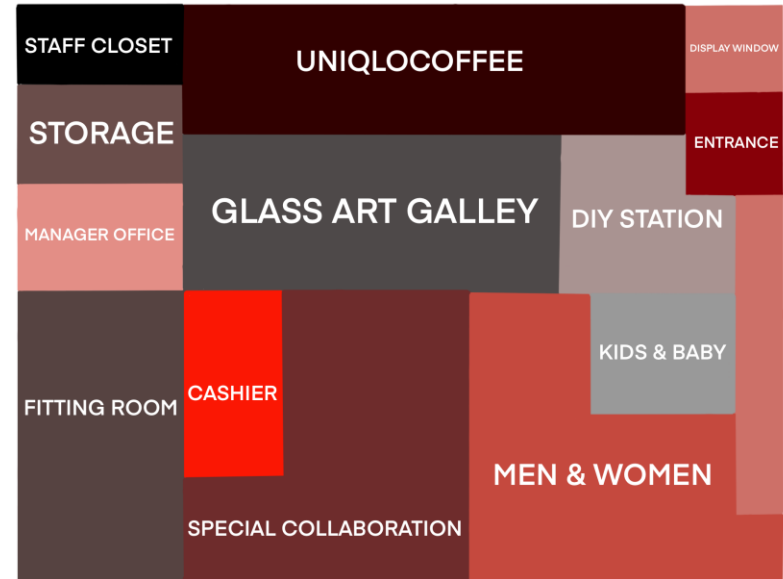 STAFF CLOSET
UNIQLOCOFFEE
DISPLAY WINDOW
STORAGE
ENTRANCE
GLASS ART GALLEY
DIY STATION
MANAGER OFFICE
KIDS & BABY
CASHIER
FITTING ROOM
MEN & WOMEN
SPECIAL COLLABORATION